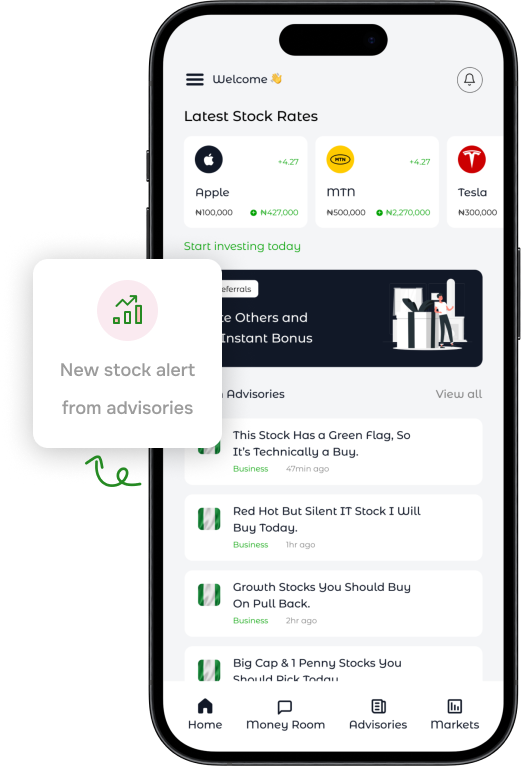 Welcome 👋
Latest Stock Rates
+4.27
MTN
+4.27
Apple
MTN
Tesla
₦100,000
₦427,000
₦500,000
₦2,270,000
₦300,000
Start investing today
eferrals
e Others and
Instant Bonus
New stock alert
from advisories
Advisories
View all
This Stock Has a Green Flag, So
It's Technically a Buy.
Business 47min ago
Red Hot But Silent IT Stock I Will
Buy Today.
Business 1hr ago
Growth Stocks You Should Buy
On Pull Back.
Business 2hr ago
Big Cap & 1 Penny Stocks You
Should Pick Today
Home
Money Room
Advisories
Markets